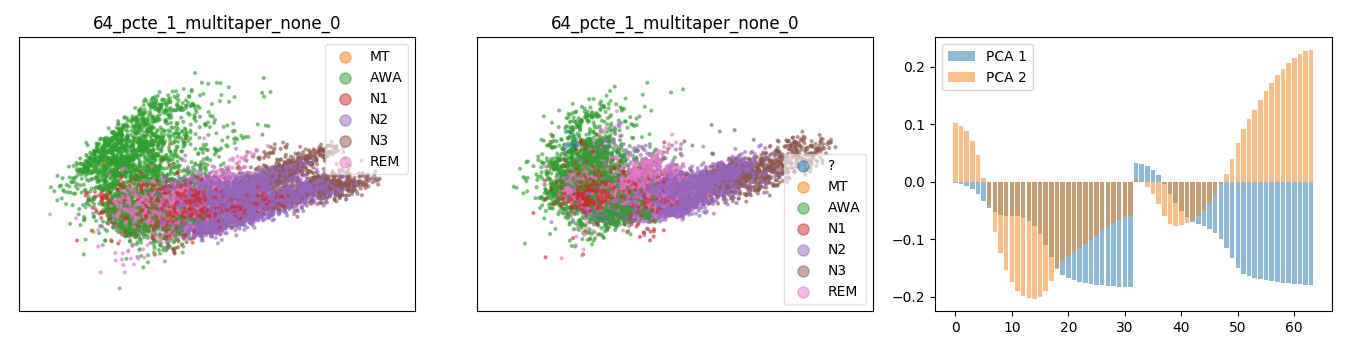 64_pcte_1_multitaper_none_0
MT
AWA
N1
N2
N3
REM
64_pcte_1_multitaper_none_0
?
MT
AWA
N1
N2
N3
REM
PCA 1
PCA 2
0.2
0.1
0.0
−0.1
−0.2
0 10 20 30 40 50 60